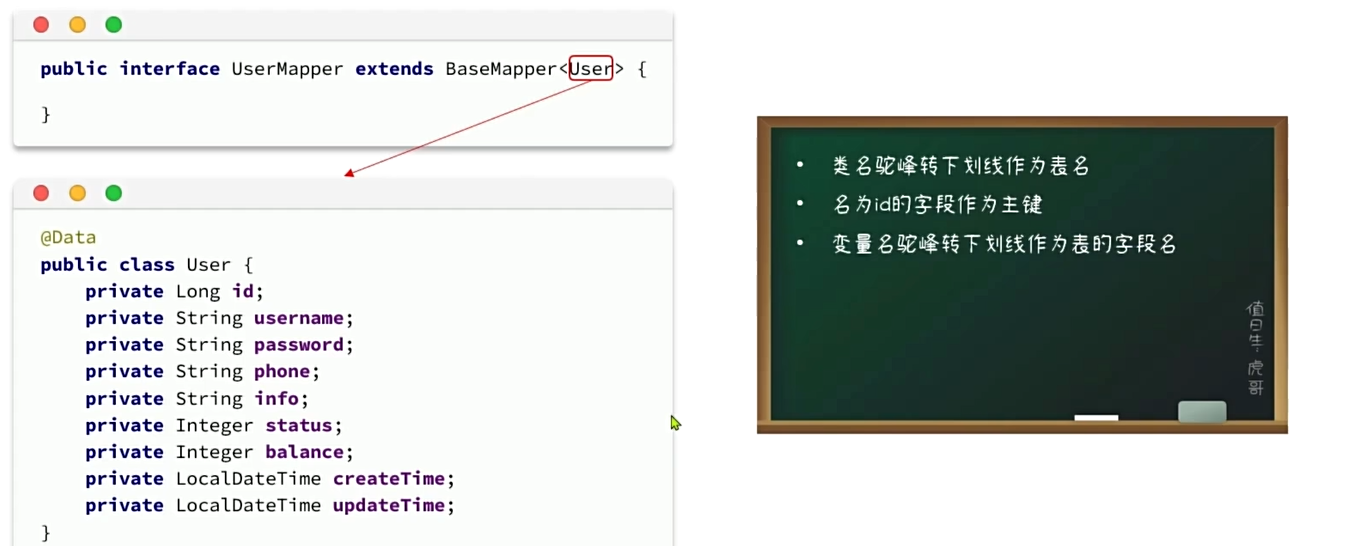 public interface UserMapper extends BaseMapper<User> {
}
@Data
public class User {
    private Long id;
    private String username;
    private String password;
    private String phone;
    private String info;
    private Integer status;
    private Integer balance;
    private LocalDateTime createTime;
    private LocalDateTime updateTime;
}
• 类名驼峰转下划线作为表名
• 名为id的字段作为主键
• 变量名驼峰转下划线作为表的字段名
值日生：虎哥